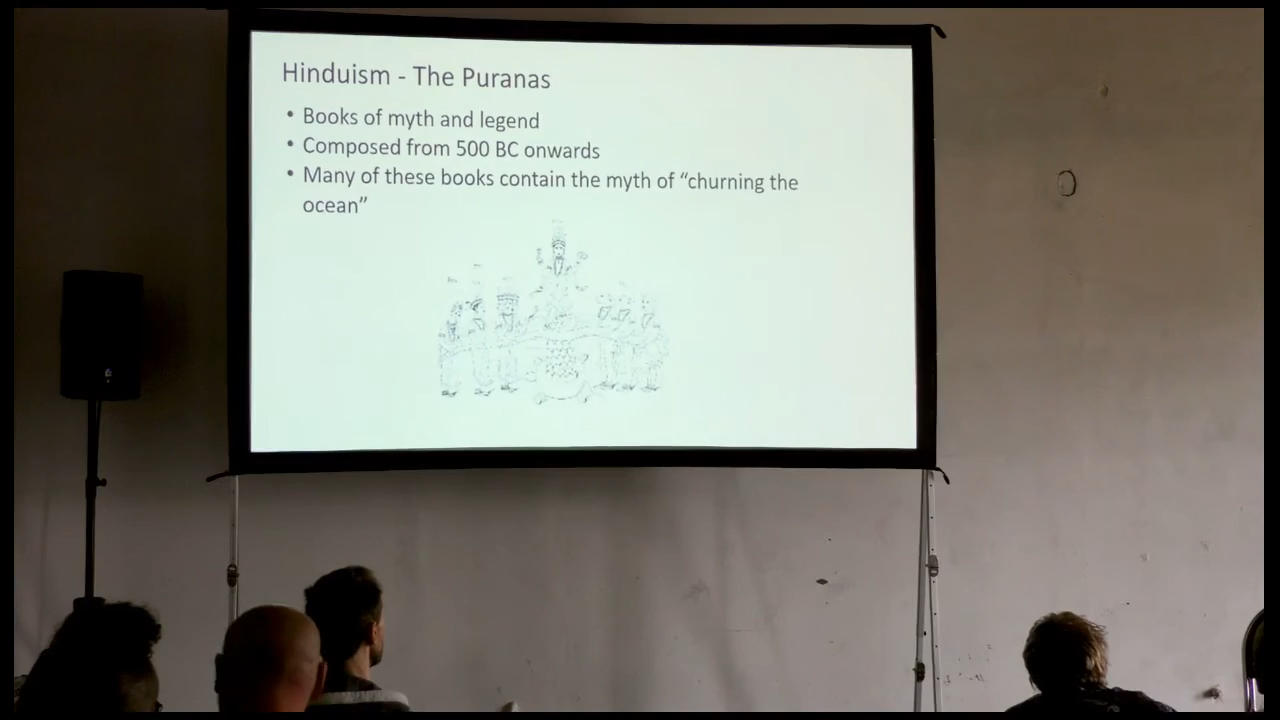 Hinduism - The Puranas
• Books of myth and legend
• Composed from 500 BC onwards
• Many of these books contain the myth of “churning the
ocean”